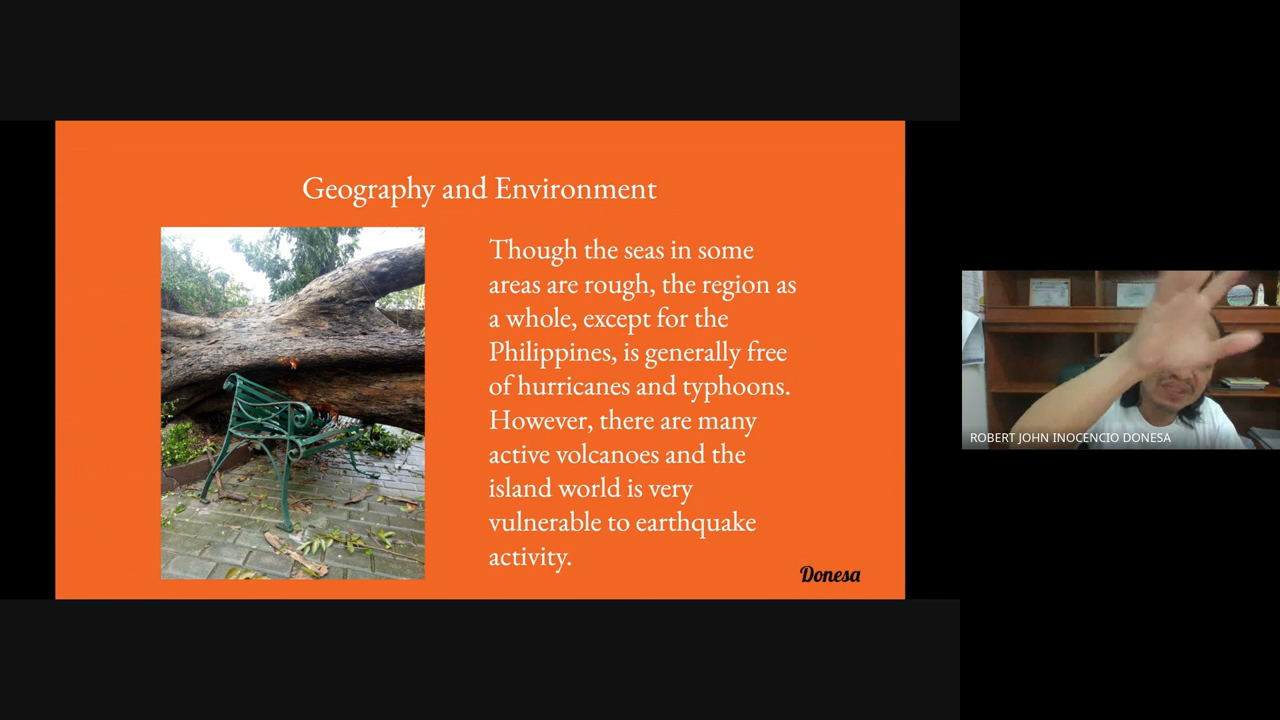 Geography and Environment
Though the seas in some
areas are rough, the region as
a whole, except for the
Philippines, is generally free
of hurricanes and typhoons.
However, there are many
active volcanoes and the
island world is very
vulnerable to earthquake
activity.
Donesa
ROBERT JOHN INOCENCIO DONESA